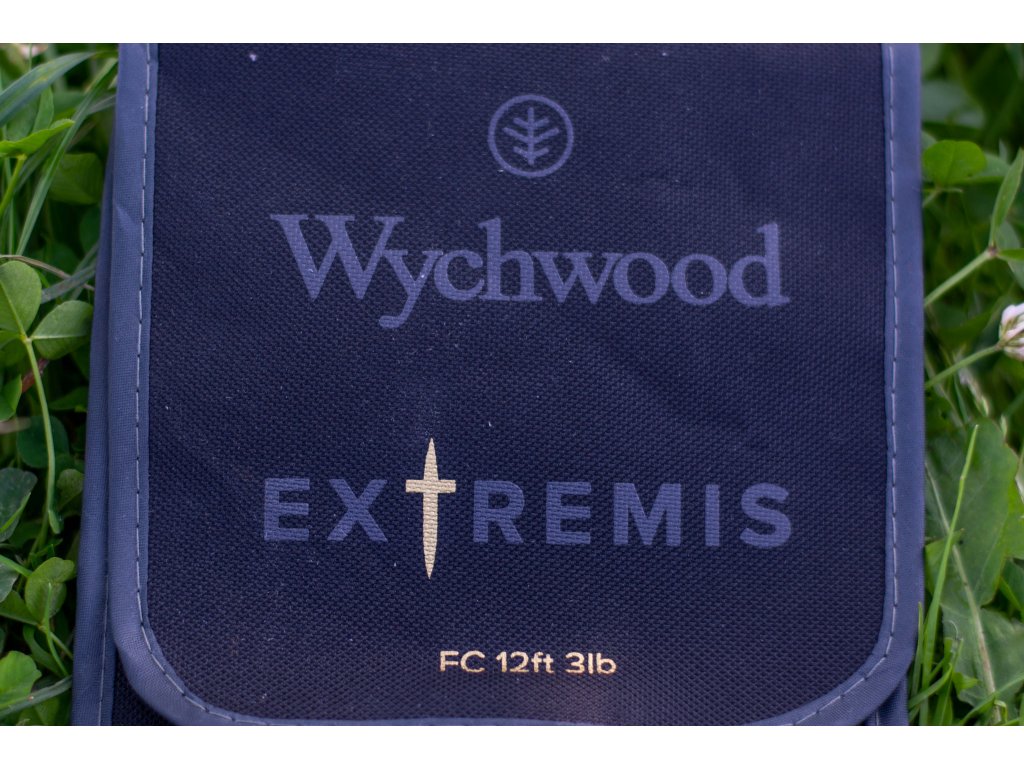 Wychwood
EXTREMIS
FC 12ft 3lb